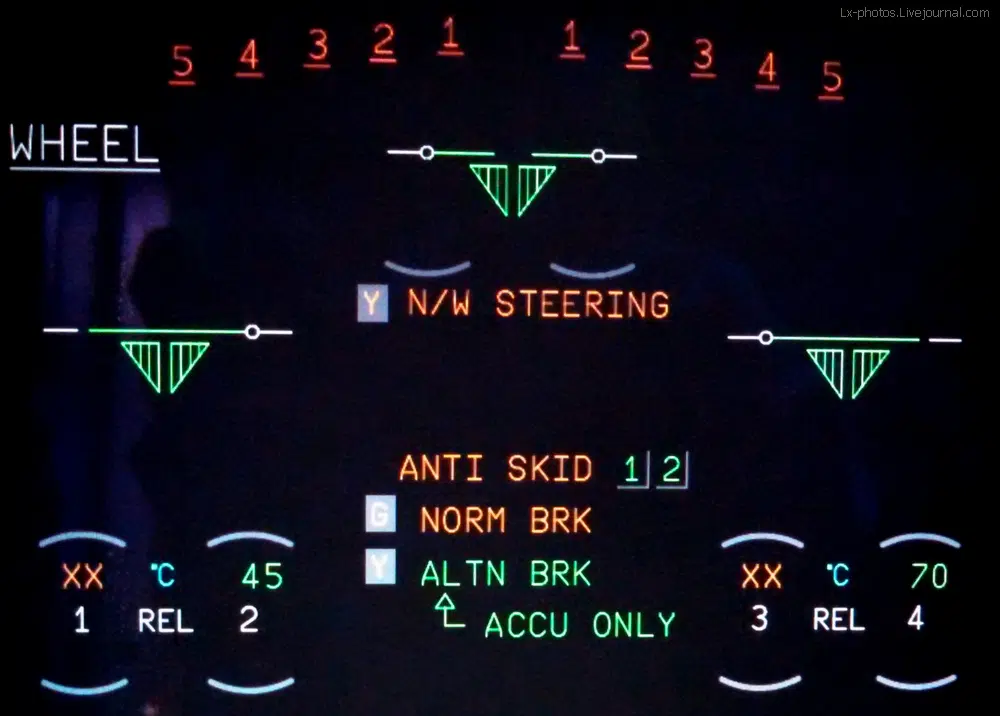 Lx-photos.Livejournal.com
5 4 3 2 1 1 2 3 4 5
WHEEL
Y N/W STEERING
ANTI SKID 1 2
G NORM BRK
Y ALTN BRK
ACCU ONLY
XX °C 45
1 REL 2
XX °C 70
3 REL 4